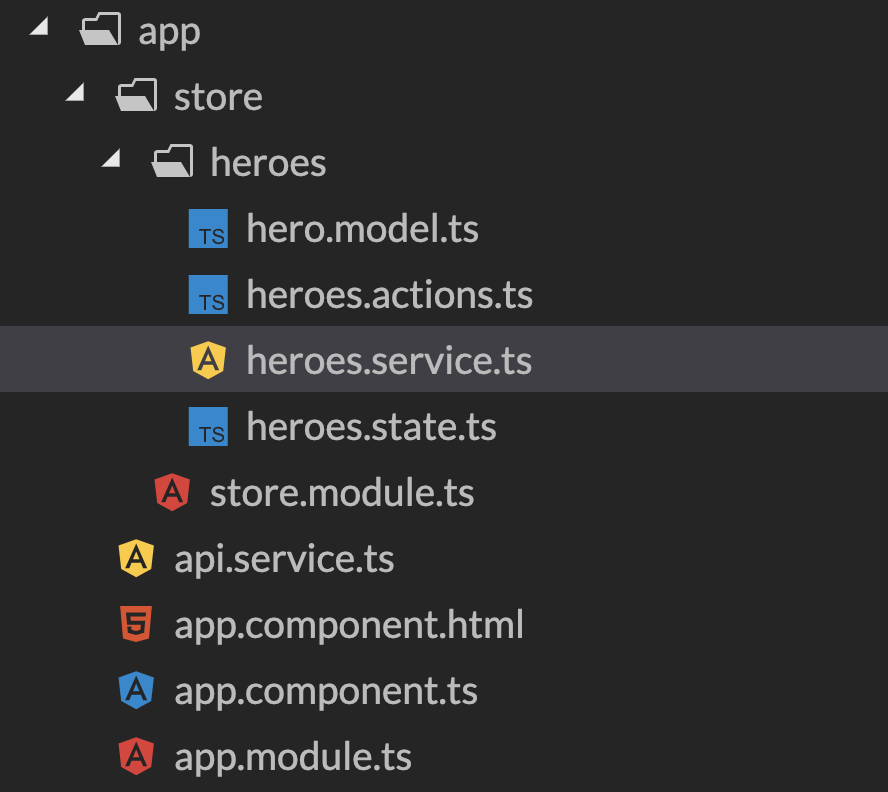 app
store
heroes
TS hero.model.ts
TS heroes.actions.ts
heroes.service.ts
TS heroes.state.ts
store.module.ts
api.service.ts
app.component.html
app.component.ts
app.module.ts